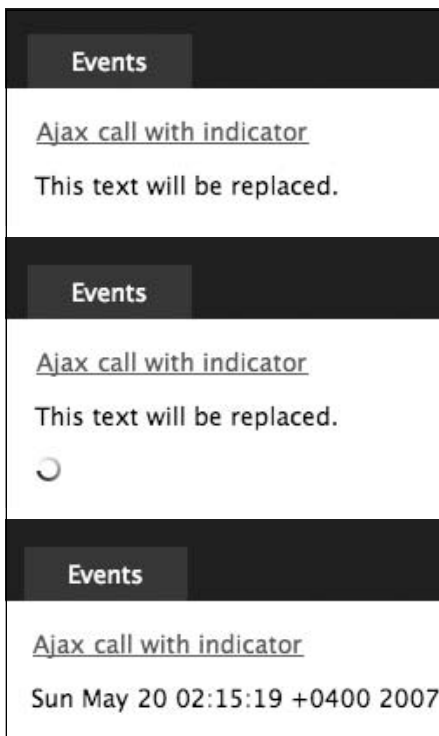 Events
Ajax call with indicator
This text will be replaced.
Events
Ajax call with indicator
This text will be replaced.
Events
Ajax call with indicator
Sun May 20 02:15:19 +0400 2007